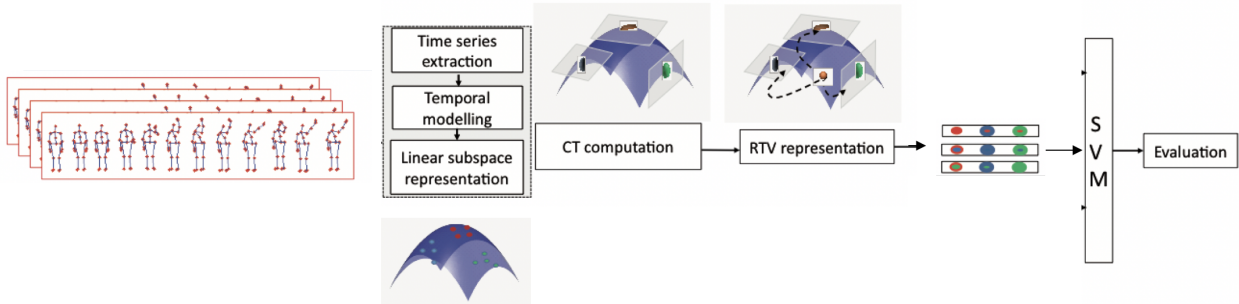 Time series
extraction
Temporal
modelling
Linear subspace
representation
CT computation
RTV representation
S
V
M
Evaluation